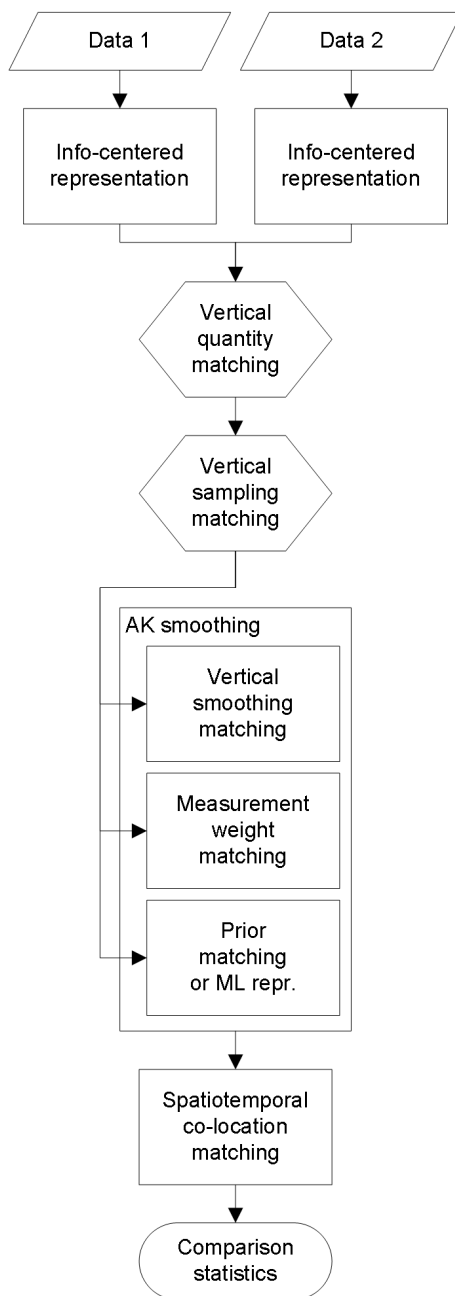 Data 1
Data 2
Info-centered
representation
Info-centered
representation
Vertical
quantity
matching
Vertical
sampling
matching
AK smoothing
Vertical
smoothing
matching
Measurement
weight
matching
Prior
matching
or ML repr.
Spatiotemporal
co-location
matching
Comparison
statistics